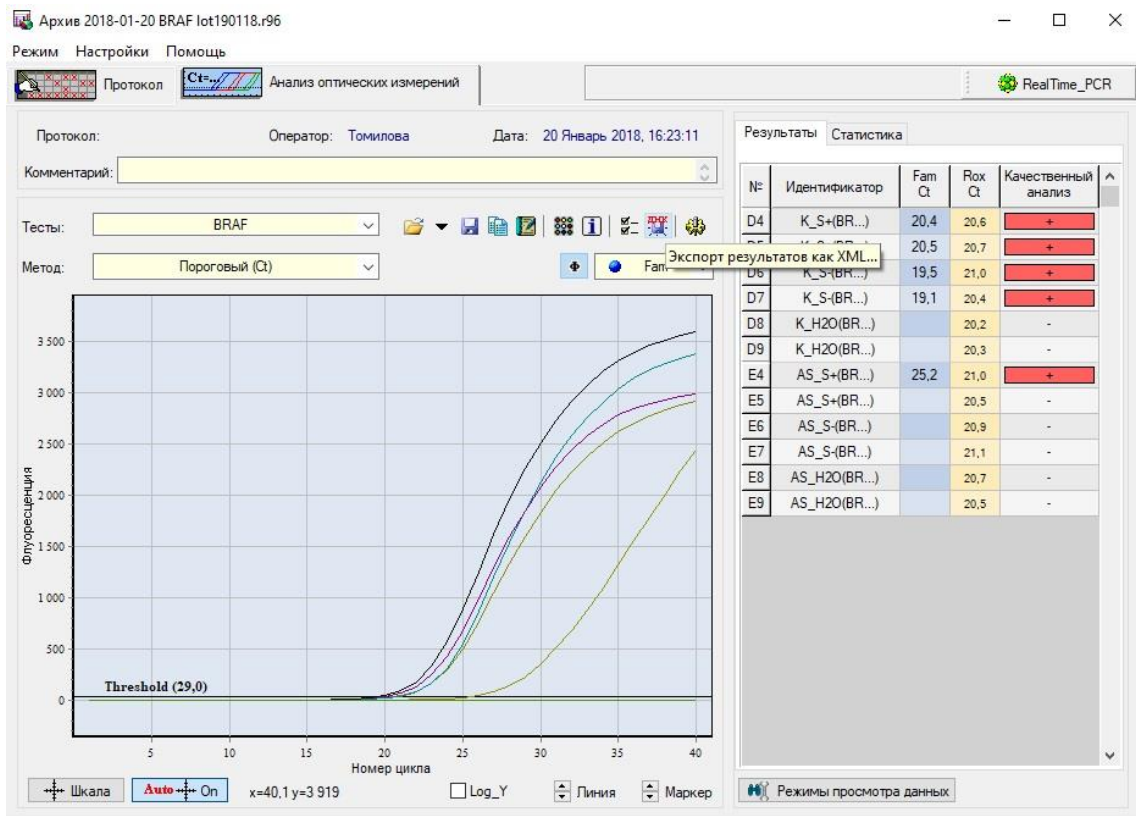 Архив 2018-01-20 BRAF lot190118.r96
Режим Настройки Помощь
Протокол Ct=... Анализ оптических измерений RealTime_PCR
Протокол: Оператор: Томилова Дата: 20 Январь 2018, 16:23:11
Комментарий:
Тесты: BRAF
Метод: Пороговый (Ct) Ф Fam
Экспорт результатов как XML...
Флуоресценция
3 500
3 000
2 500
2 000
1 500
1 000
500
0
Threshold (29,0)
5 10 15 20 25 30 35 40
Номер цикла
Шкала Auto On x=40,1 y=3 919 Log_Y Линия Маркер
Результаты Статистика
№ Идентификатор Fam Ct Rox Ct Качественный анализ
D4 K_S+(BR...) 20,4 20,6 +
20,5 20,7 +
D6 K_S-(BR...) 19,5 21,0 +
D7 K_S-(BR...) 19,1 20,4 +
D8 K_H2O(BR...) 20,2 -
D9 K_H2O(BR...) 20,3 -
E4 AS_S+(BR...) 25,2 21,0 +
E5 AS_S+(BR...) 20,5 -
E6 AS_S-(BR...) 20,9 -
E7 AS_S-(BR...) 21,1 -
E8 AS_H2O(BR...) 20,7 -
E9 AS_H2O(BR...) 20,5 -
Режимы просмотра данных